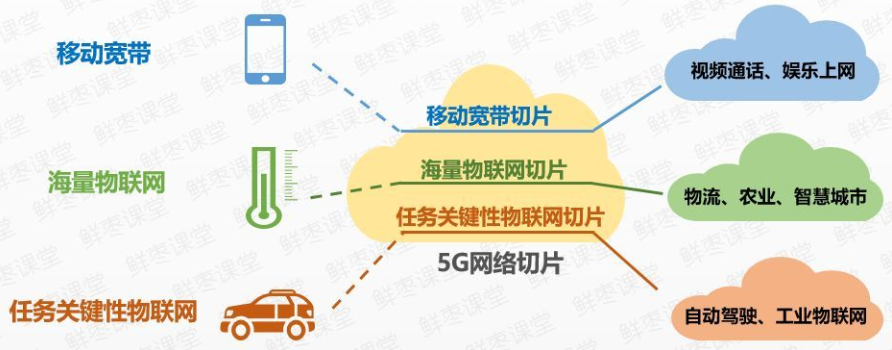 移动宽带
移动宽带切片
视频通话、娱乐上网
海量物联网
海量物联网切片
物流、农业、智慧城市
任务关键性物联网切片
5G网络切片
任务关键性物联网
自动驾驶、工业物联网
鲜枣课堂